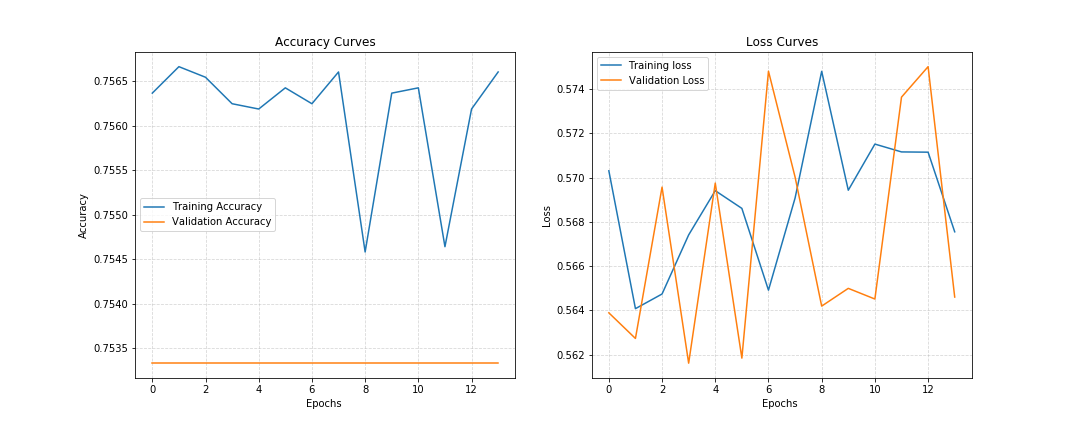 Accuracy Curves
0.7565
0.7560
0.7555
0.7550
0.7545
0.7540
0.7535
Accuracy
Training Accuracy
Validation Accuracy
0 2 4 6 8 10 12
Epochs
Loss Curves
0.574
0.572
0.570
0.568
0.566
0.564
0.562
Loss
Training loss
Validation Loss
0 2 4 6 8 10 12
Epochs